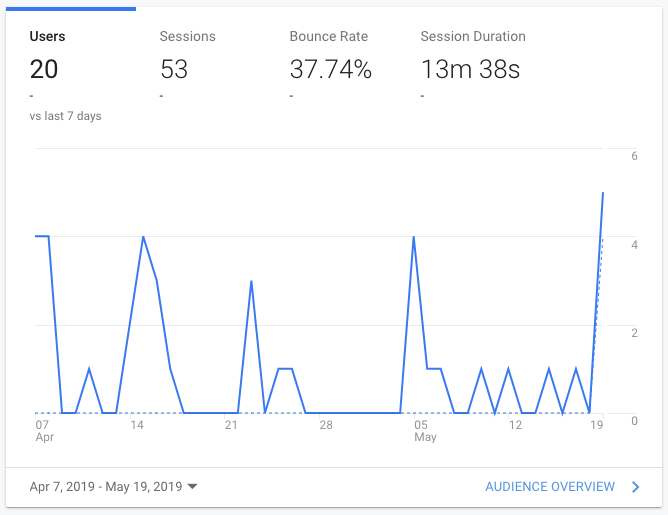 Users Sessions Bounce Rate Session Duration
20 53 37.74% 13m 38s
- - - -
vs last 7 days
6
4
2
0
07 14 21 28 05 12 19
Apr May
Apr 7, 2019 - May 19, 2019 AUDIENCE OVERVIEW